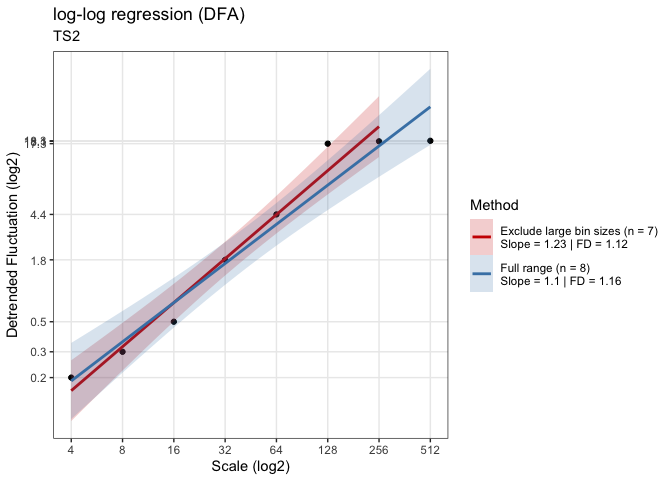 log-log regression (DFA)
TS2
Detrended Fluctuation (log2)
4.4
1.8
0.5
0.3
0.2
4 8 16 32 64 128 256 512
Scale (log2)
Method
Exclude large bin sizes (n = 7)
Slope = 1.23 | FD = 1.12
Full range (n = 8)
Slope = 1.1 | FD = 1.16